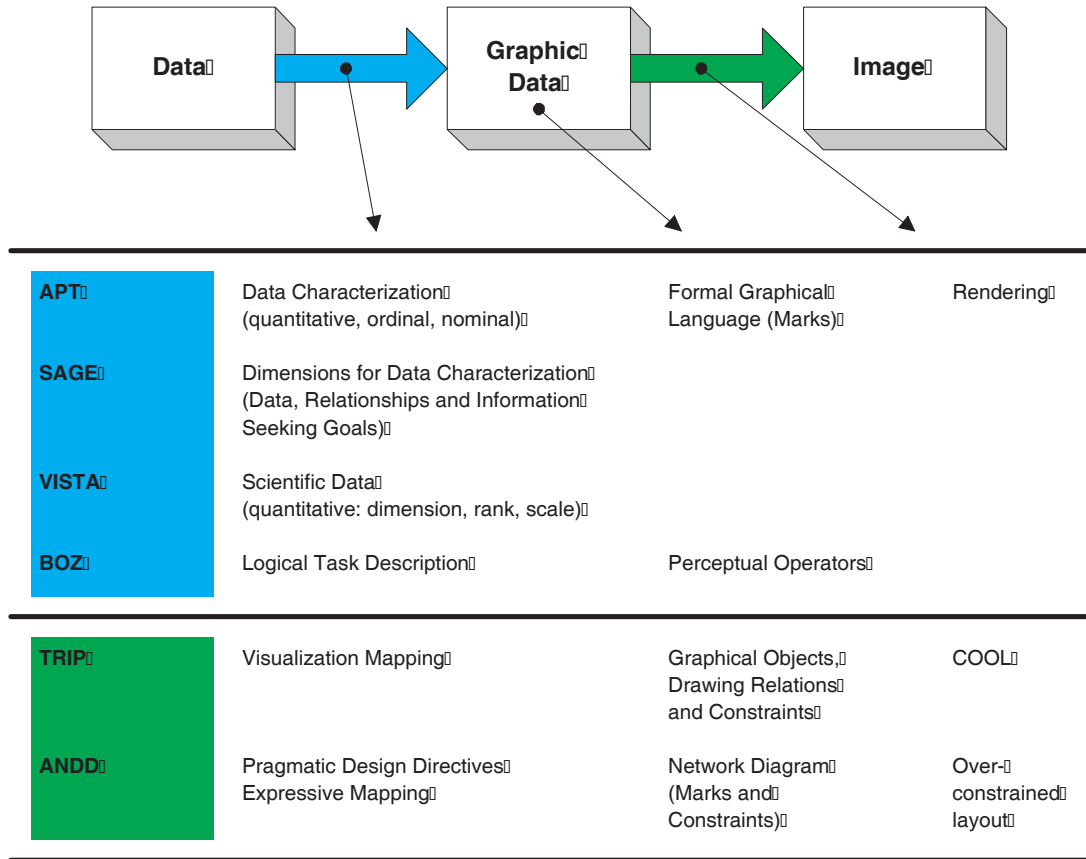 Data
Graphic
Data
Image
APT
Data Characterization
(quantitative, ordinal, nominal)
Formal Graphical
Language (Marks)
Rendering
SAGE
Dimensions for Data Characterization
(Data, Relationships and Information
Seeking Goals)
VISTA
Scientific Data
(quantitative: dimension, rank, scale)
BOZ
Logical Task Description
Perceptual Operators
TRIP
Visualization Mapping
Graphical Objects,
Drawing Relations
and Constraints
COOL
ANDD
Pragmatic Design Directives
Expressive Mapping
Network Diagram
(Marks and
Constraints)
Over-
constrained
layout